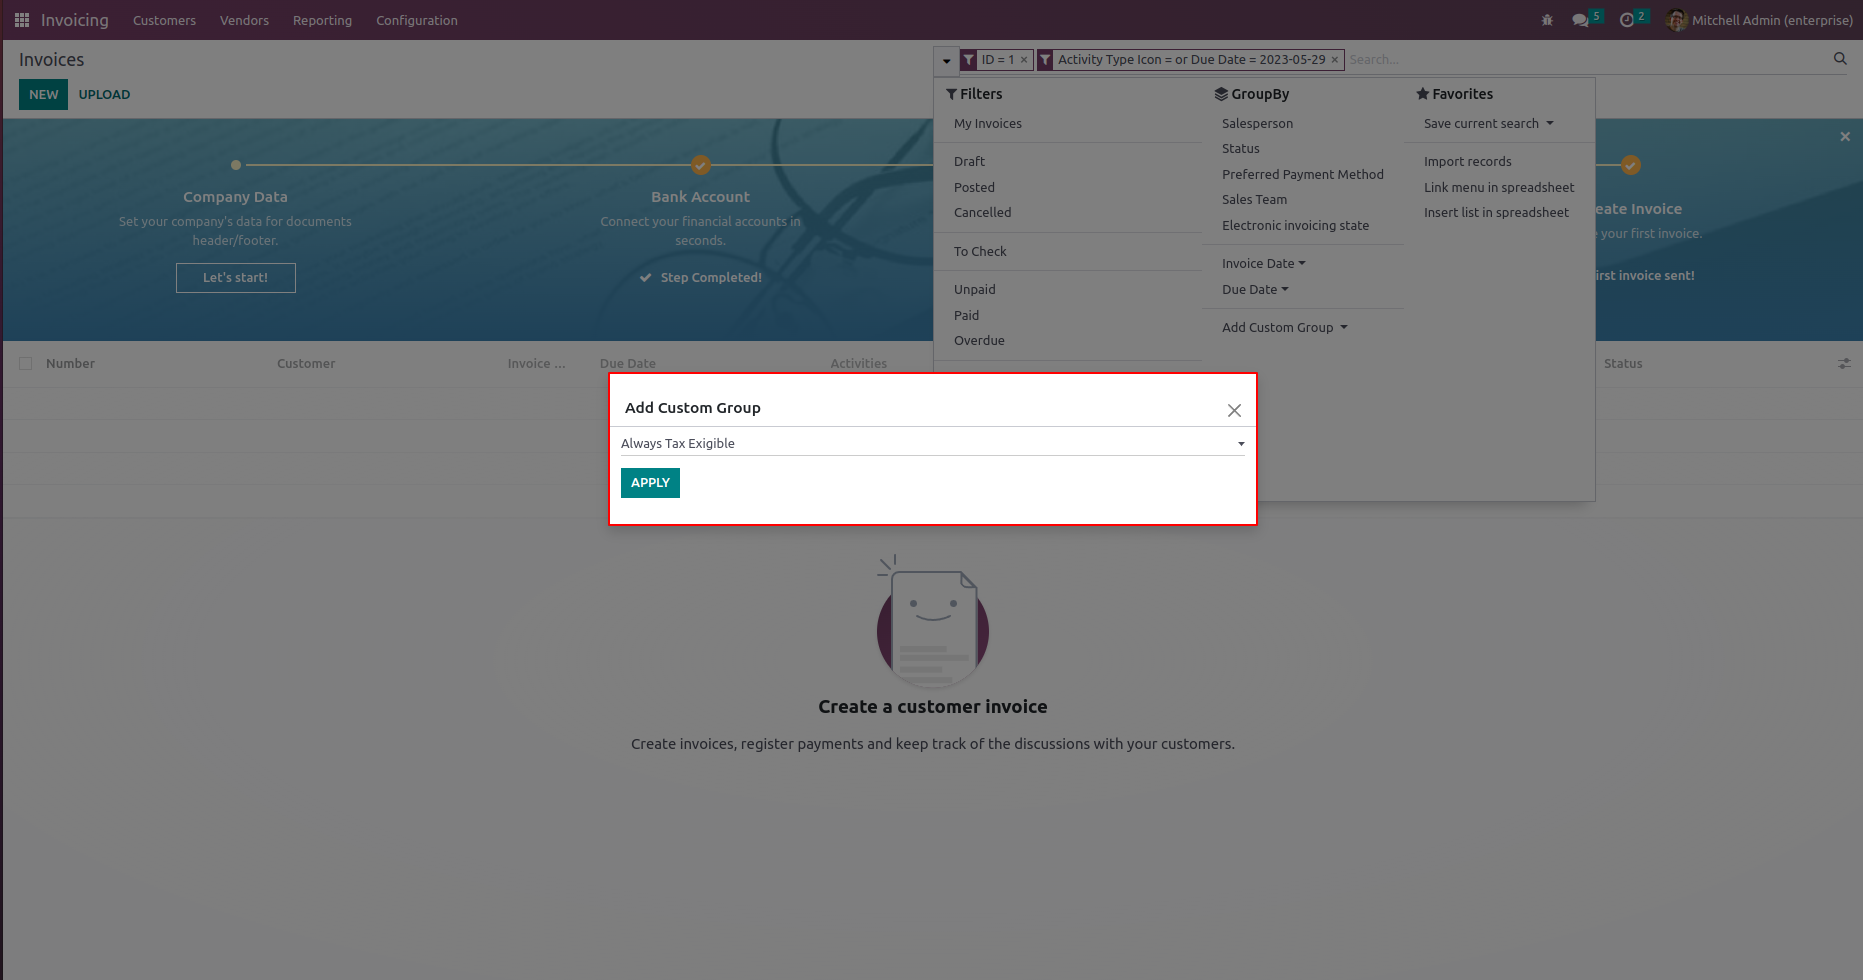 Invoicing Customers Vendors Reporting Configuration 5 2 Mitchell Admin (enterprise)
Invoices
ID = 1 × Activity Type Icon = or Due Date = 2023-05-29 × Search...
NEW UPLOAD
Filters
My Invoices
Draft
Posted
Cancelled
To Check
Unpaid
Paid
Overdue
GroupBy
Salesperson
Status
Preferred Payment Method
Sales Team
Electronic invoicing state
Invoice Date
Due Date
Add Custom Group
Favorites
Save current search
Import records
Link menu in spreadsheet
Insert list in spreadsheet
Company Data
Set your company's data for documents
header/footer.
Let's start!
Bank Account
Connect your financial accounts in
seconds.
Step Completed!
eate Invoice
your first invoice.
irst invoice sent!
Number Customer Invoice ... Due Date Activities Status
Add Custom Group
Always Tax Exigible
APPLY
Create a customer invoice
Create invoices, register payments and keep track of the discussions with your customers.